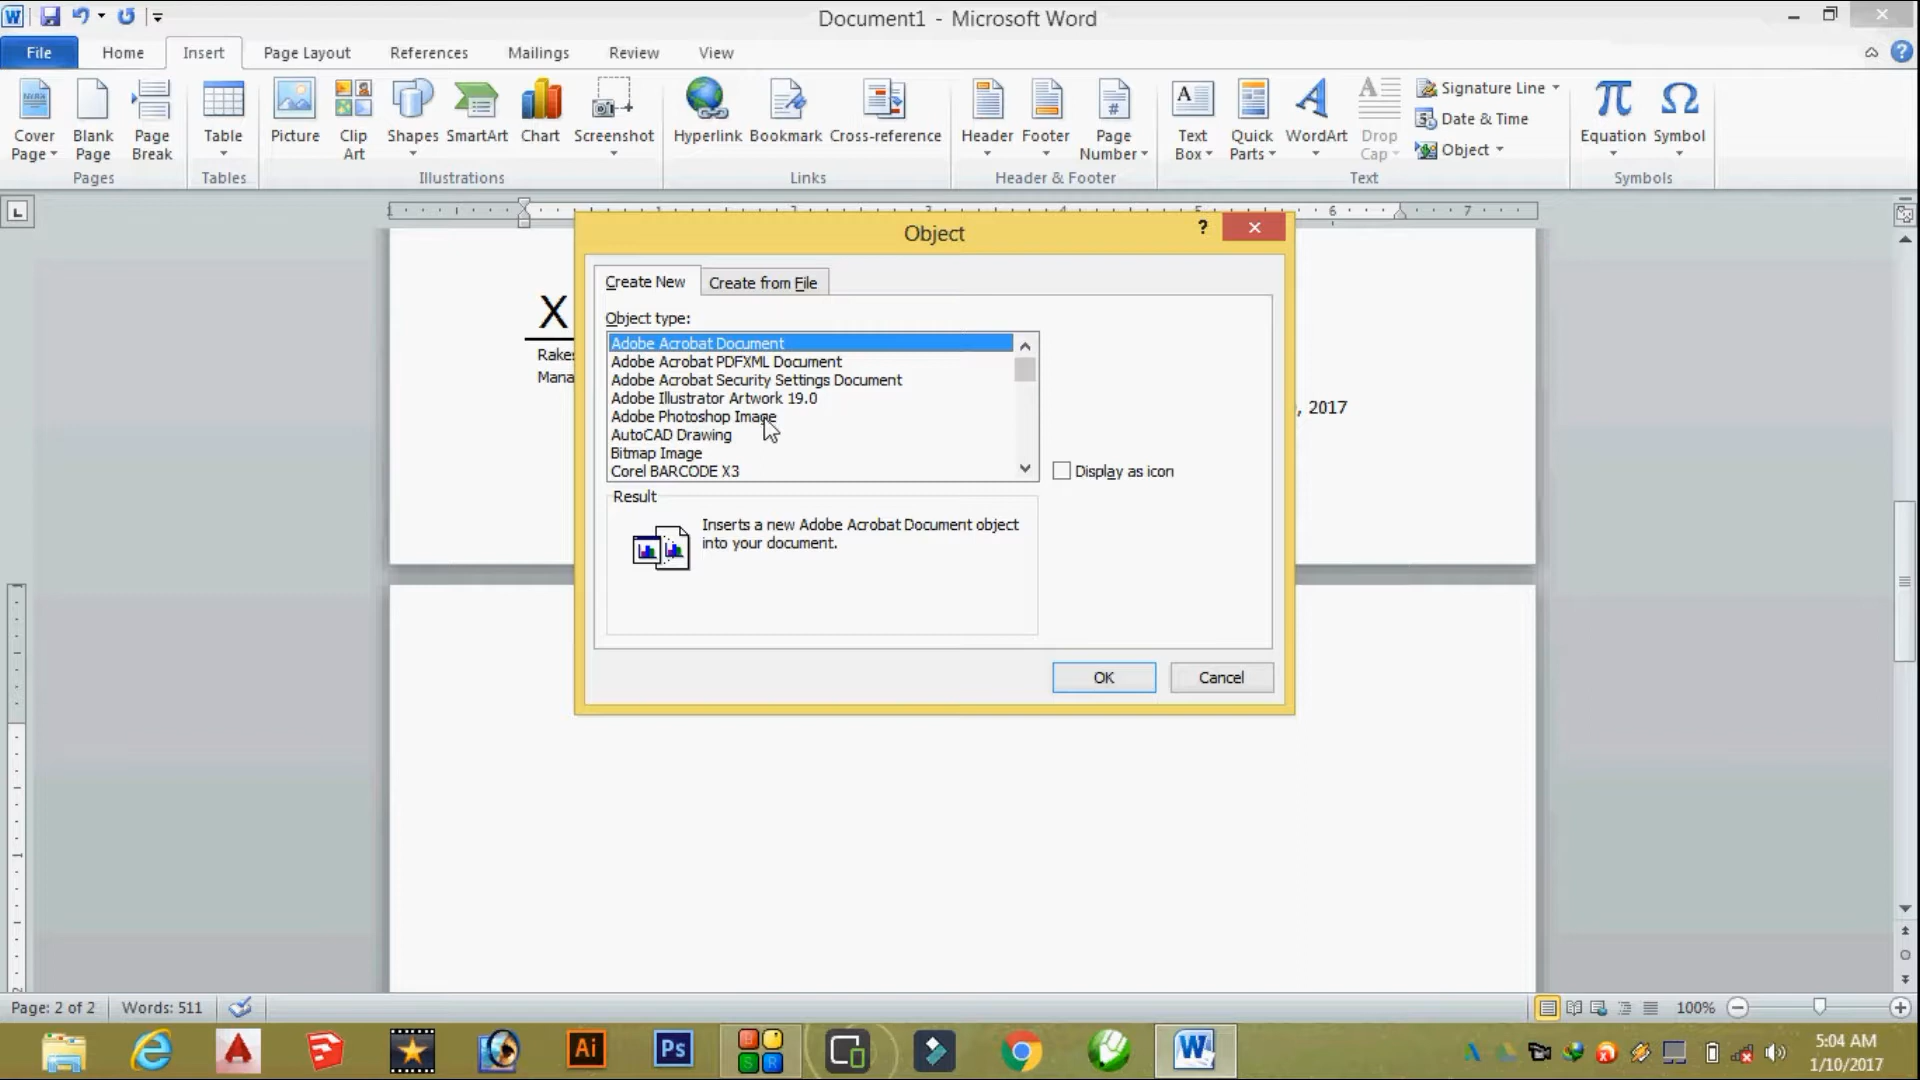 Document1 - Microsoft Word
File Home Insert Page Layout References Mailings Review View
Cover Page
Blank Page
Page Break
Table
Picture
Clip Art
Shapes
SmartArt
Chart
Screenshot
Hyperlink
Bookmark
Cross-reference
Header
Footer
Page Number
Text Box
Quick Parts
WordArt
Drop Cap
Signature Line
Date & Time
Object
Equation
Symbol
Pages
Tables
Illustrations
Links
Header & Footer
Text
Symbols
Object
Create New
Create from File
Object type:
Adobe Acrobat Document
Adobe Acrobat PDFXML Document
Adobe Acrobat Security Settings Document
Adobe Illustrator Artwork 19.0
Adobe Photoshop Image
AutoCAD Drawing
Bitmap Image
Corel BARCODE X3
Display as icon
Result
Inserts a new Adobe Acrobat Document object
into your document.
OK
Cancel
X
Rakes
Mana
, 2017
Page: 2 of 2
Words: 511
100%
Ai
Ps
5:04 AM
1/10/2017